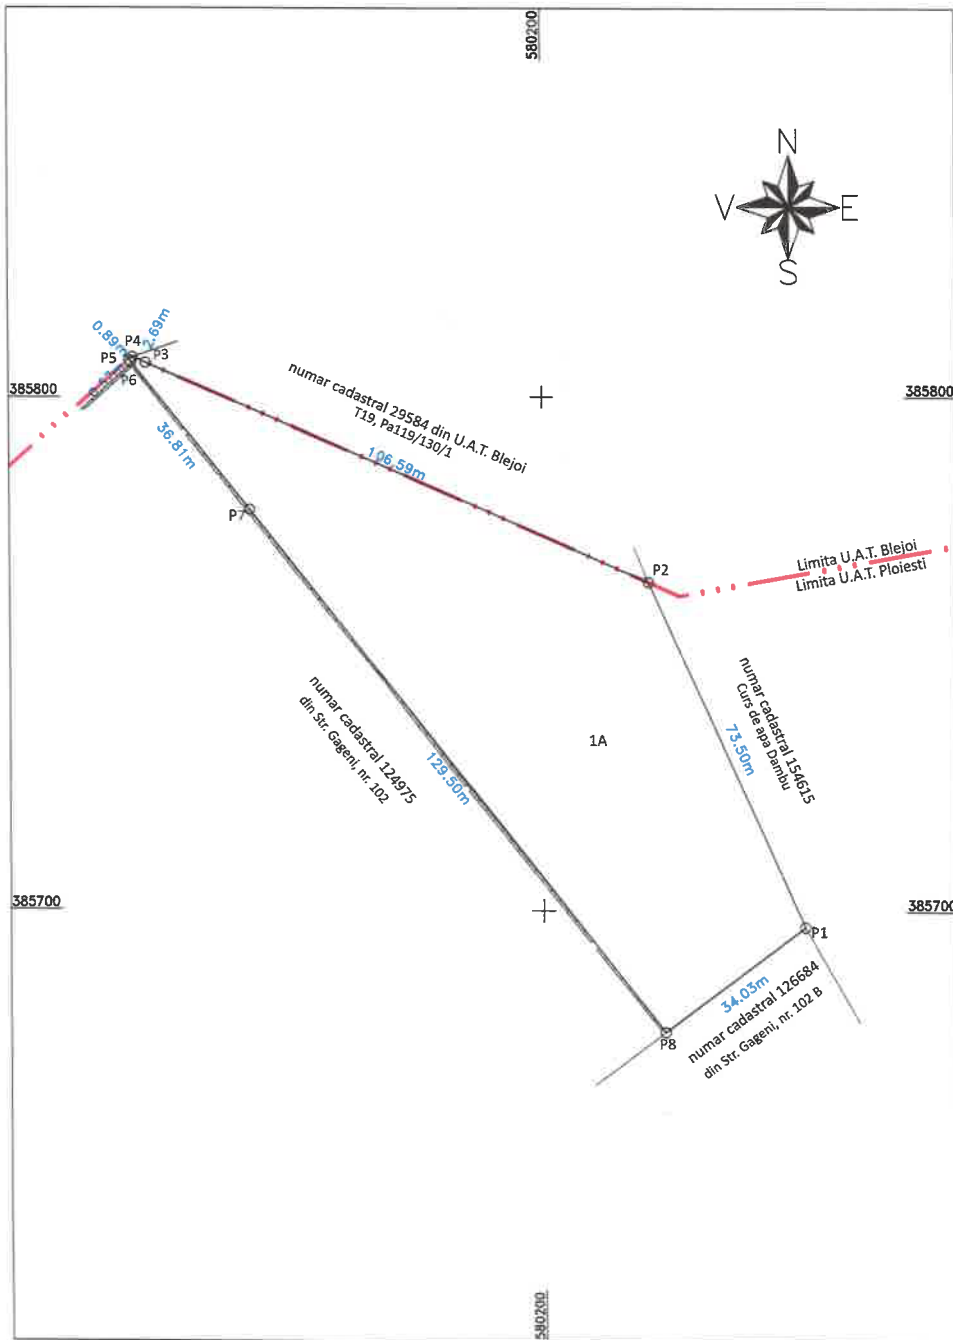 580200
N
V
E
S
0.89m
2.69m
P4
P5
P3
P6
385800
385800
numar cadastral 29584 din U.A.T. Blejoi
T19, Pa119/130/1
106.59m
36.81m
P7
P2
Limita U.A.T. Blejoi
Limita U.A.T. Ploiesti
numar cadastral 154615
Curs de apa Dambu
73.50m
1A
numar cadastral 124975
din Str. Gageni, nr. 102
129.50m
385700
385700
P1
34.03m
P8
numar cadastral 126684
din Str. Gageni, nr. 102 B
580200